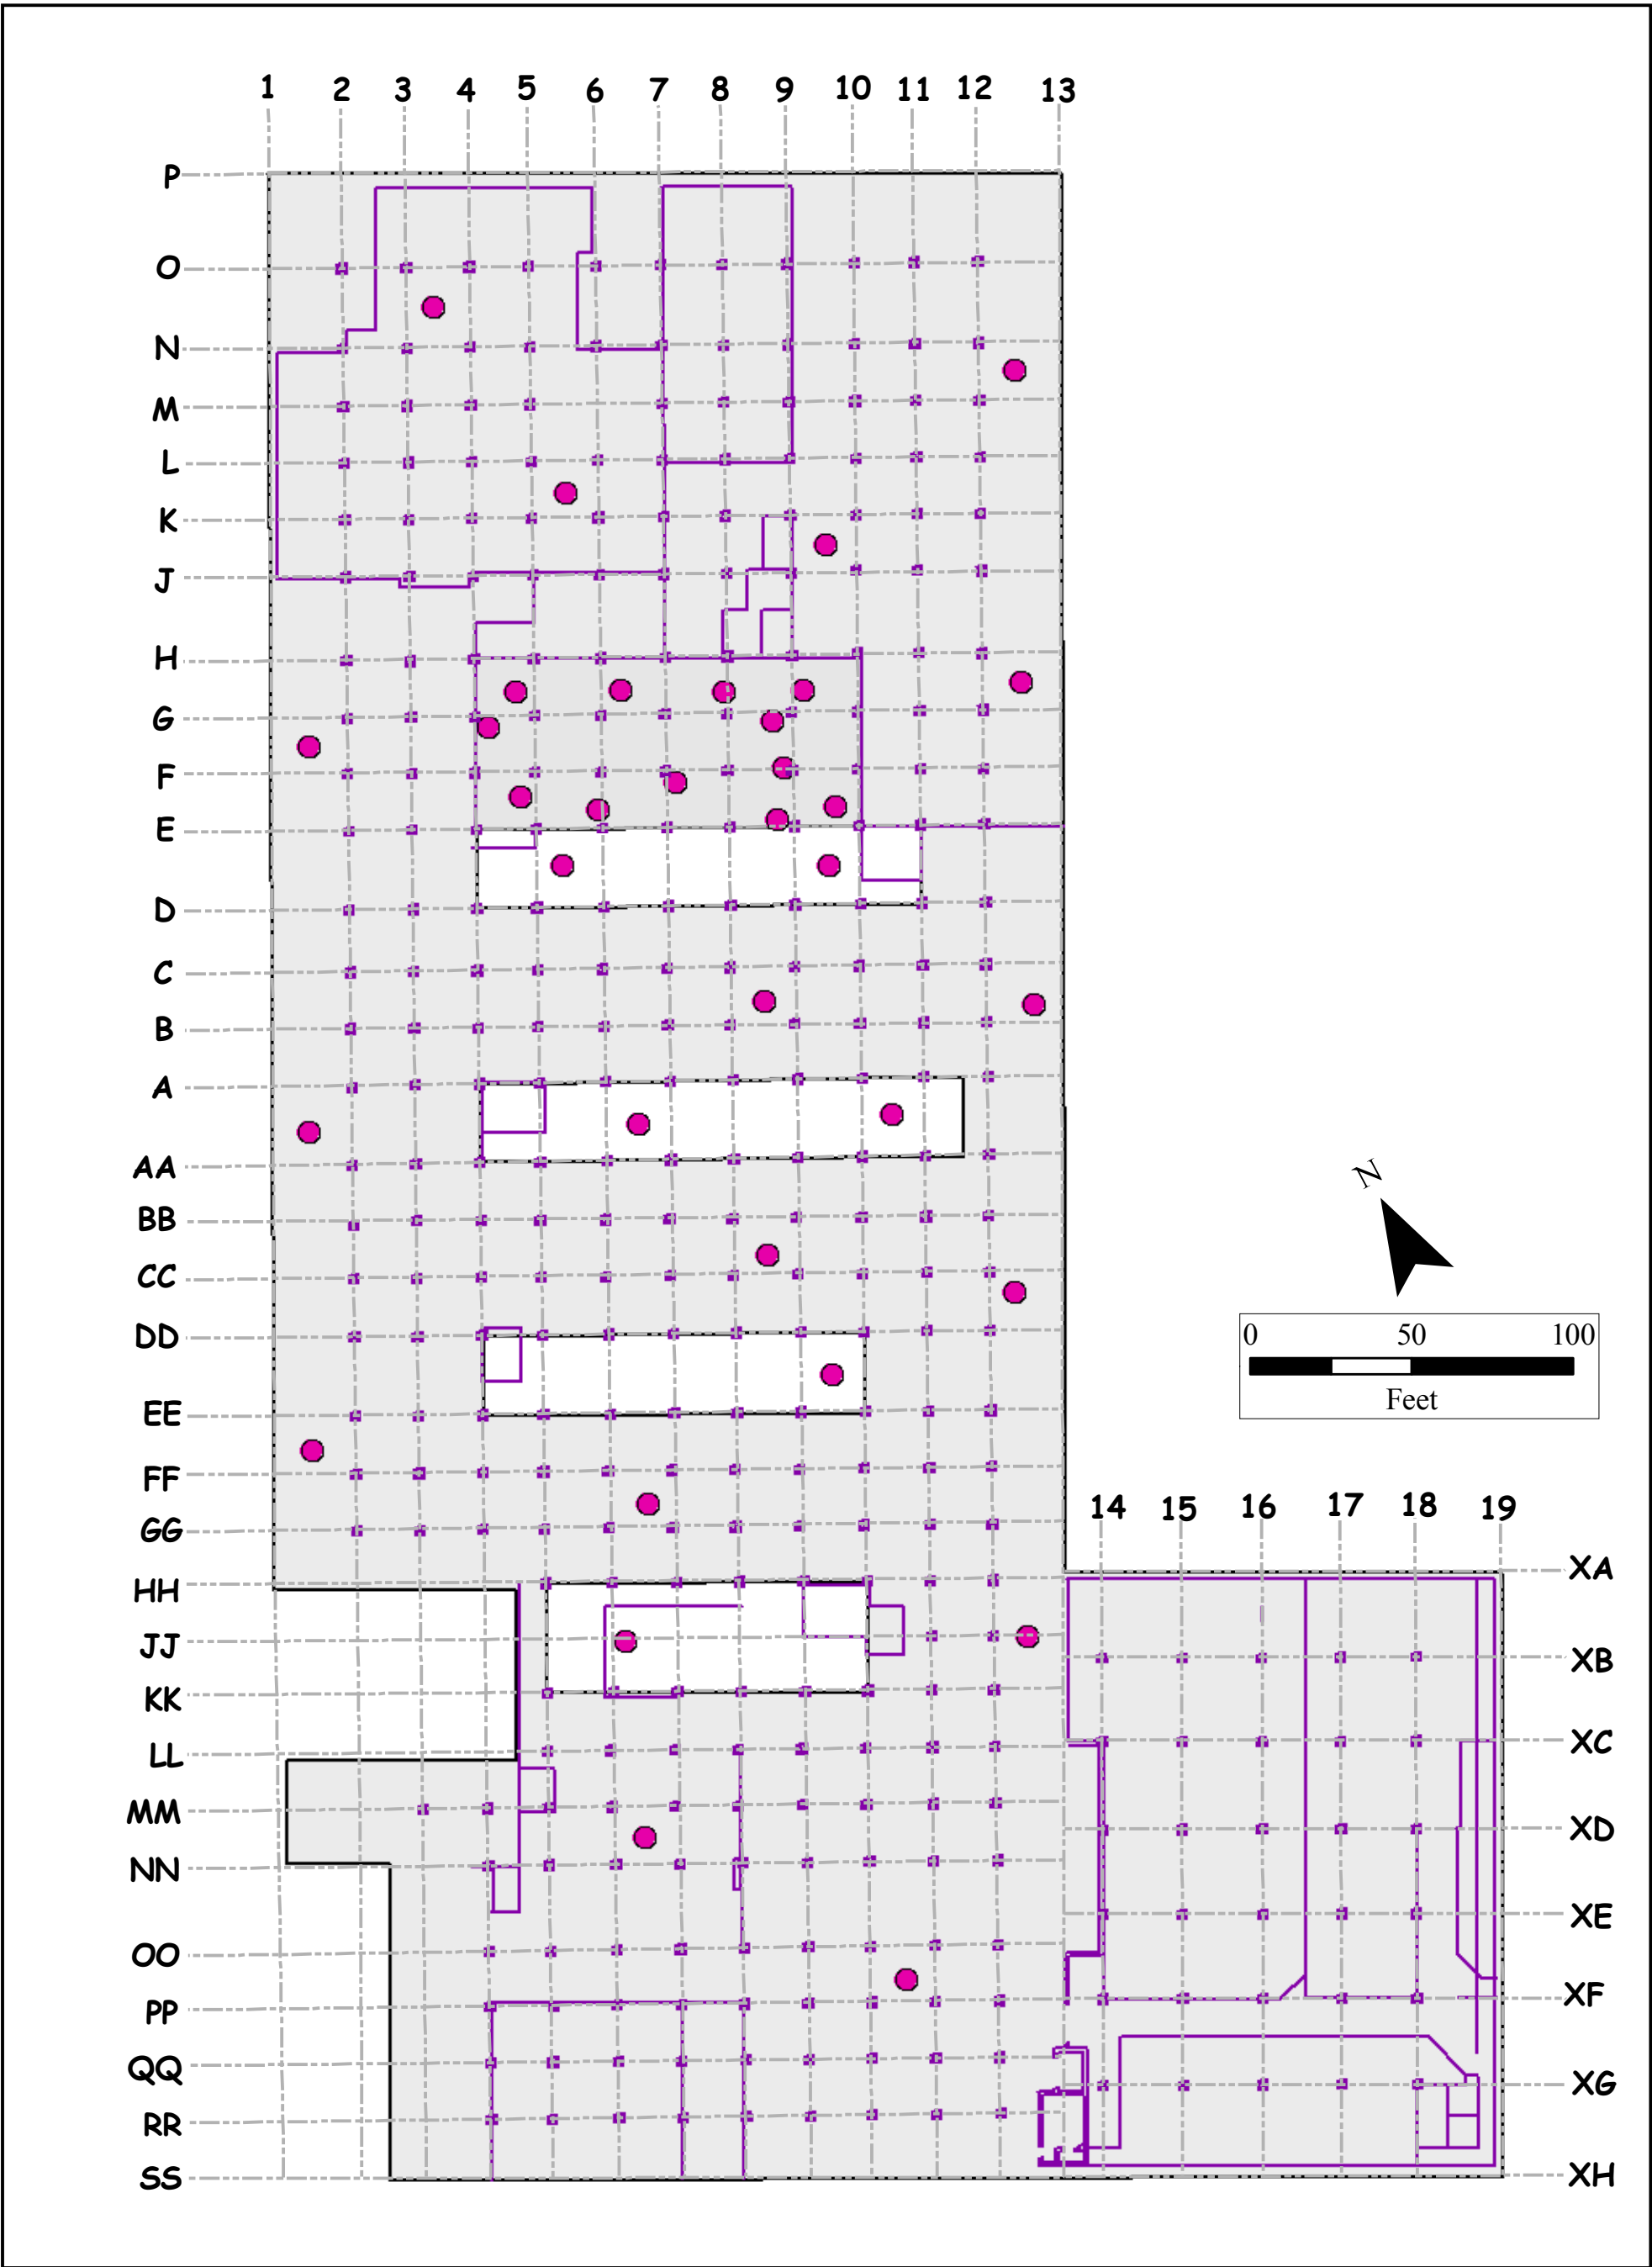 1 2 3 4 5 6 7 8 9 10 11 12 13
P
O
N
M
L
K
J
H
G
F
E
D
C
B
A
AA
N
BB
CC
DD
0 50 100
Feet
EE
FF
14 15 16 17 18 19
GG
XA
HH
JJ
XB
KK
XC
LL
MM
XD
NN
XE
OO
XF
PP
QQ
XG
RR
SS
XH